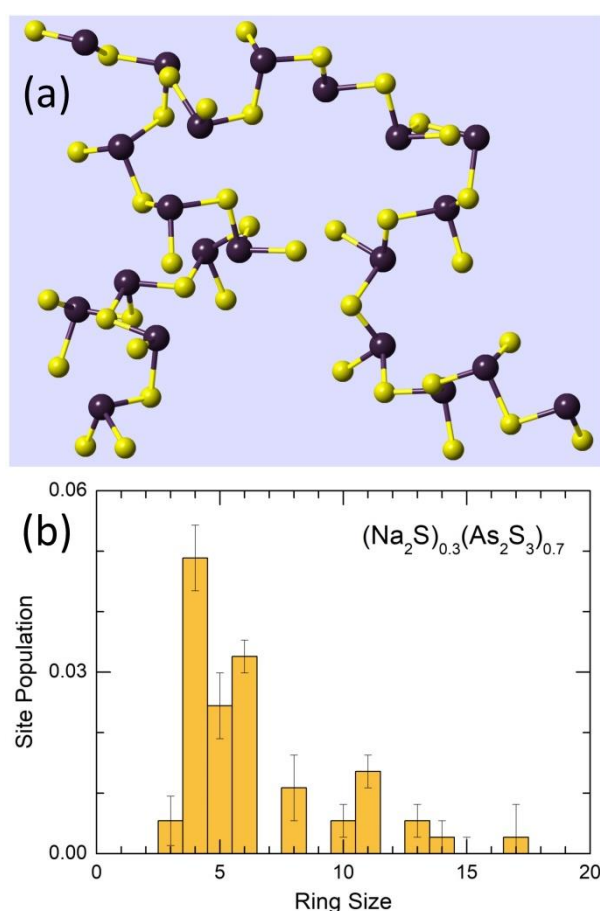 (a)
(b)
(Na₂S)₀.₃(As₂S₃)₀.₇
0.06
0.03
0.00
Site Population
0 5 10 15 20
Ring Size